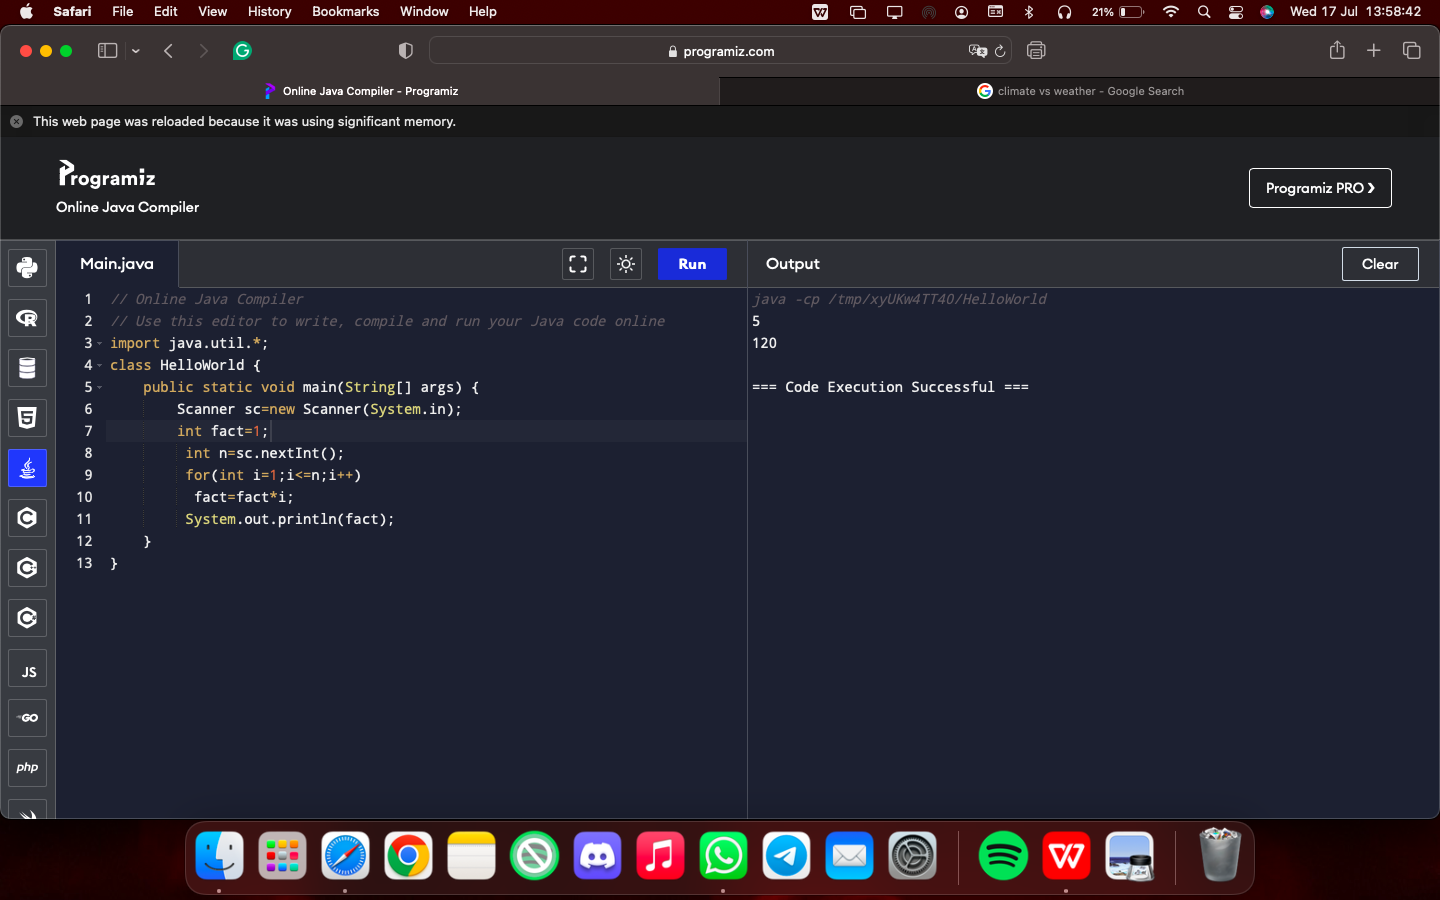 Safari File Edit View History Bookmarks Window Help 21% Wed 17 Jul 13:58:42
programiz.com
Online Java Compiler - Programiz
climate vs weather - Google Search
This web page was reloaded because it was using significant memory.
Programiz
Online Java Compiler
Programiz PRO ❯
Main.java
Run
Output
Clear
1 // Online Java Compiler
2 // Use this editor to write, compile and run your Java code online
3 import java.util.*;
4 class HelloWorld {
5 public static void main(String[] args) {
6 Scanner sc=new Scanner(System.in);
7 int fact=1;
8 int n=sc.nextInt();
9 for(int i=1;i<=n;i++)
10 fact=fact*i;
11 System.out.println(fact);
12 }
13 }
java -cp /tmp/xyUKw4TT4O/HelloWorld
5
120
=== Code Execution Successful ===
R
5
C
C
C
JS
GO
php